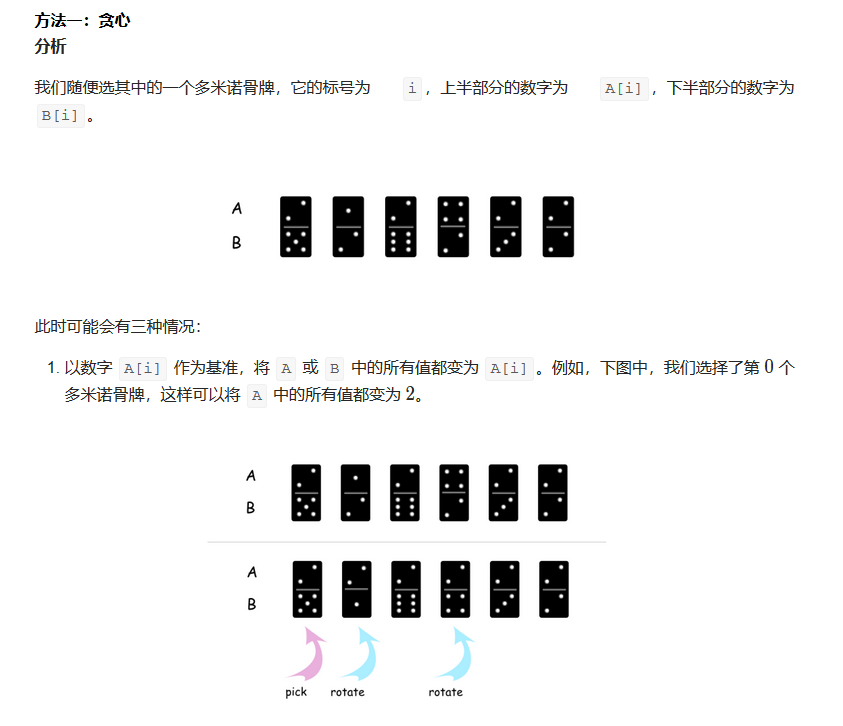 方法一：贪心
分析
我们随便选其中的一个多米诺骨牌，它的标号为 i ，上半部分的数字为 A[i] ，下半部分的数字为
B[i] 。
A
B
此时可能会有三种情况：
1. 以数字 A[i] 作为基准，将 A 或 B 中的所有值都变为 A[i] 。例如，下图中，我们选择了第 0 个
多米诺骨牌，这样可以将 A 中的所有值都变为 2。
A
B
A
B
pick rotate rotate